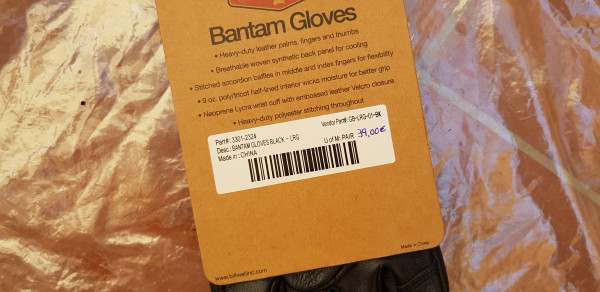 Bantam Gloves
• Heavy-duty leather palms, fingers and thumbs
• Breathable woven synthetic back panel for cooling
• Stitched accordion baffles in middle and index fingers for flexibility
• 9 oz. poly/tricot half-lined interior wicks moisture for better grip
• Neoprene Lycra wrist cuff with embossed leather Velcro closure
• Heavy-duty polyester stitching throughout
Part#: 3301-2324 Vendor Part#: GB-LRG-01-BK
Desc : BANTAM GLOVES BLACK - LRG
Made in : CHINA U of M: PAIR 39,00€
www.biltwellinc.com Made in China